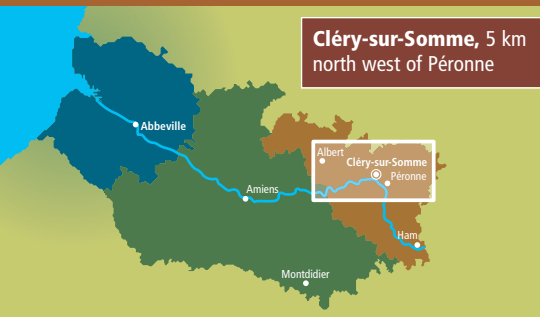 Cléry-sur-Somme, 5 km
north west of Péronne
Abbeville
Albert
Cléry-sur-Somme
Péronne
Amiens
Ham
Montdidier